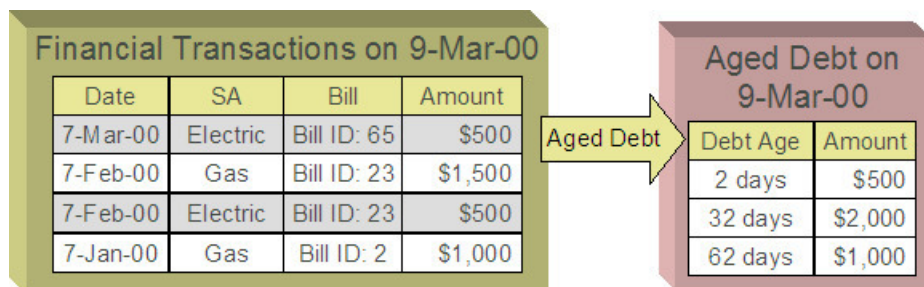 Financial Transactions on 9-Mar-00
Date SA Bill Amount
7-Mar-00 Electric Bill ID: 65 $500
7-Feb-00 Gas Bill ID: 23 $1,500
7-Feb-00 Electric Bill ID: 23 $500
7-Jan-00 Gas Bill ID: 2 $1,000
Aged Debt
Aged Debt on
9-Mar-00
Debt Age Amount
2 days $500
32 days $2,000
62 days $1,000